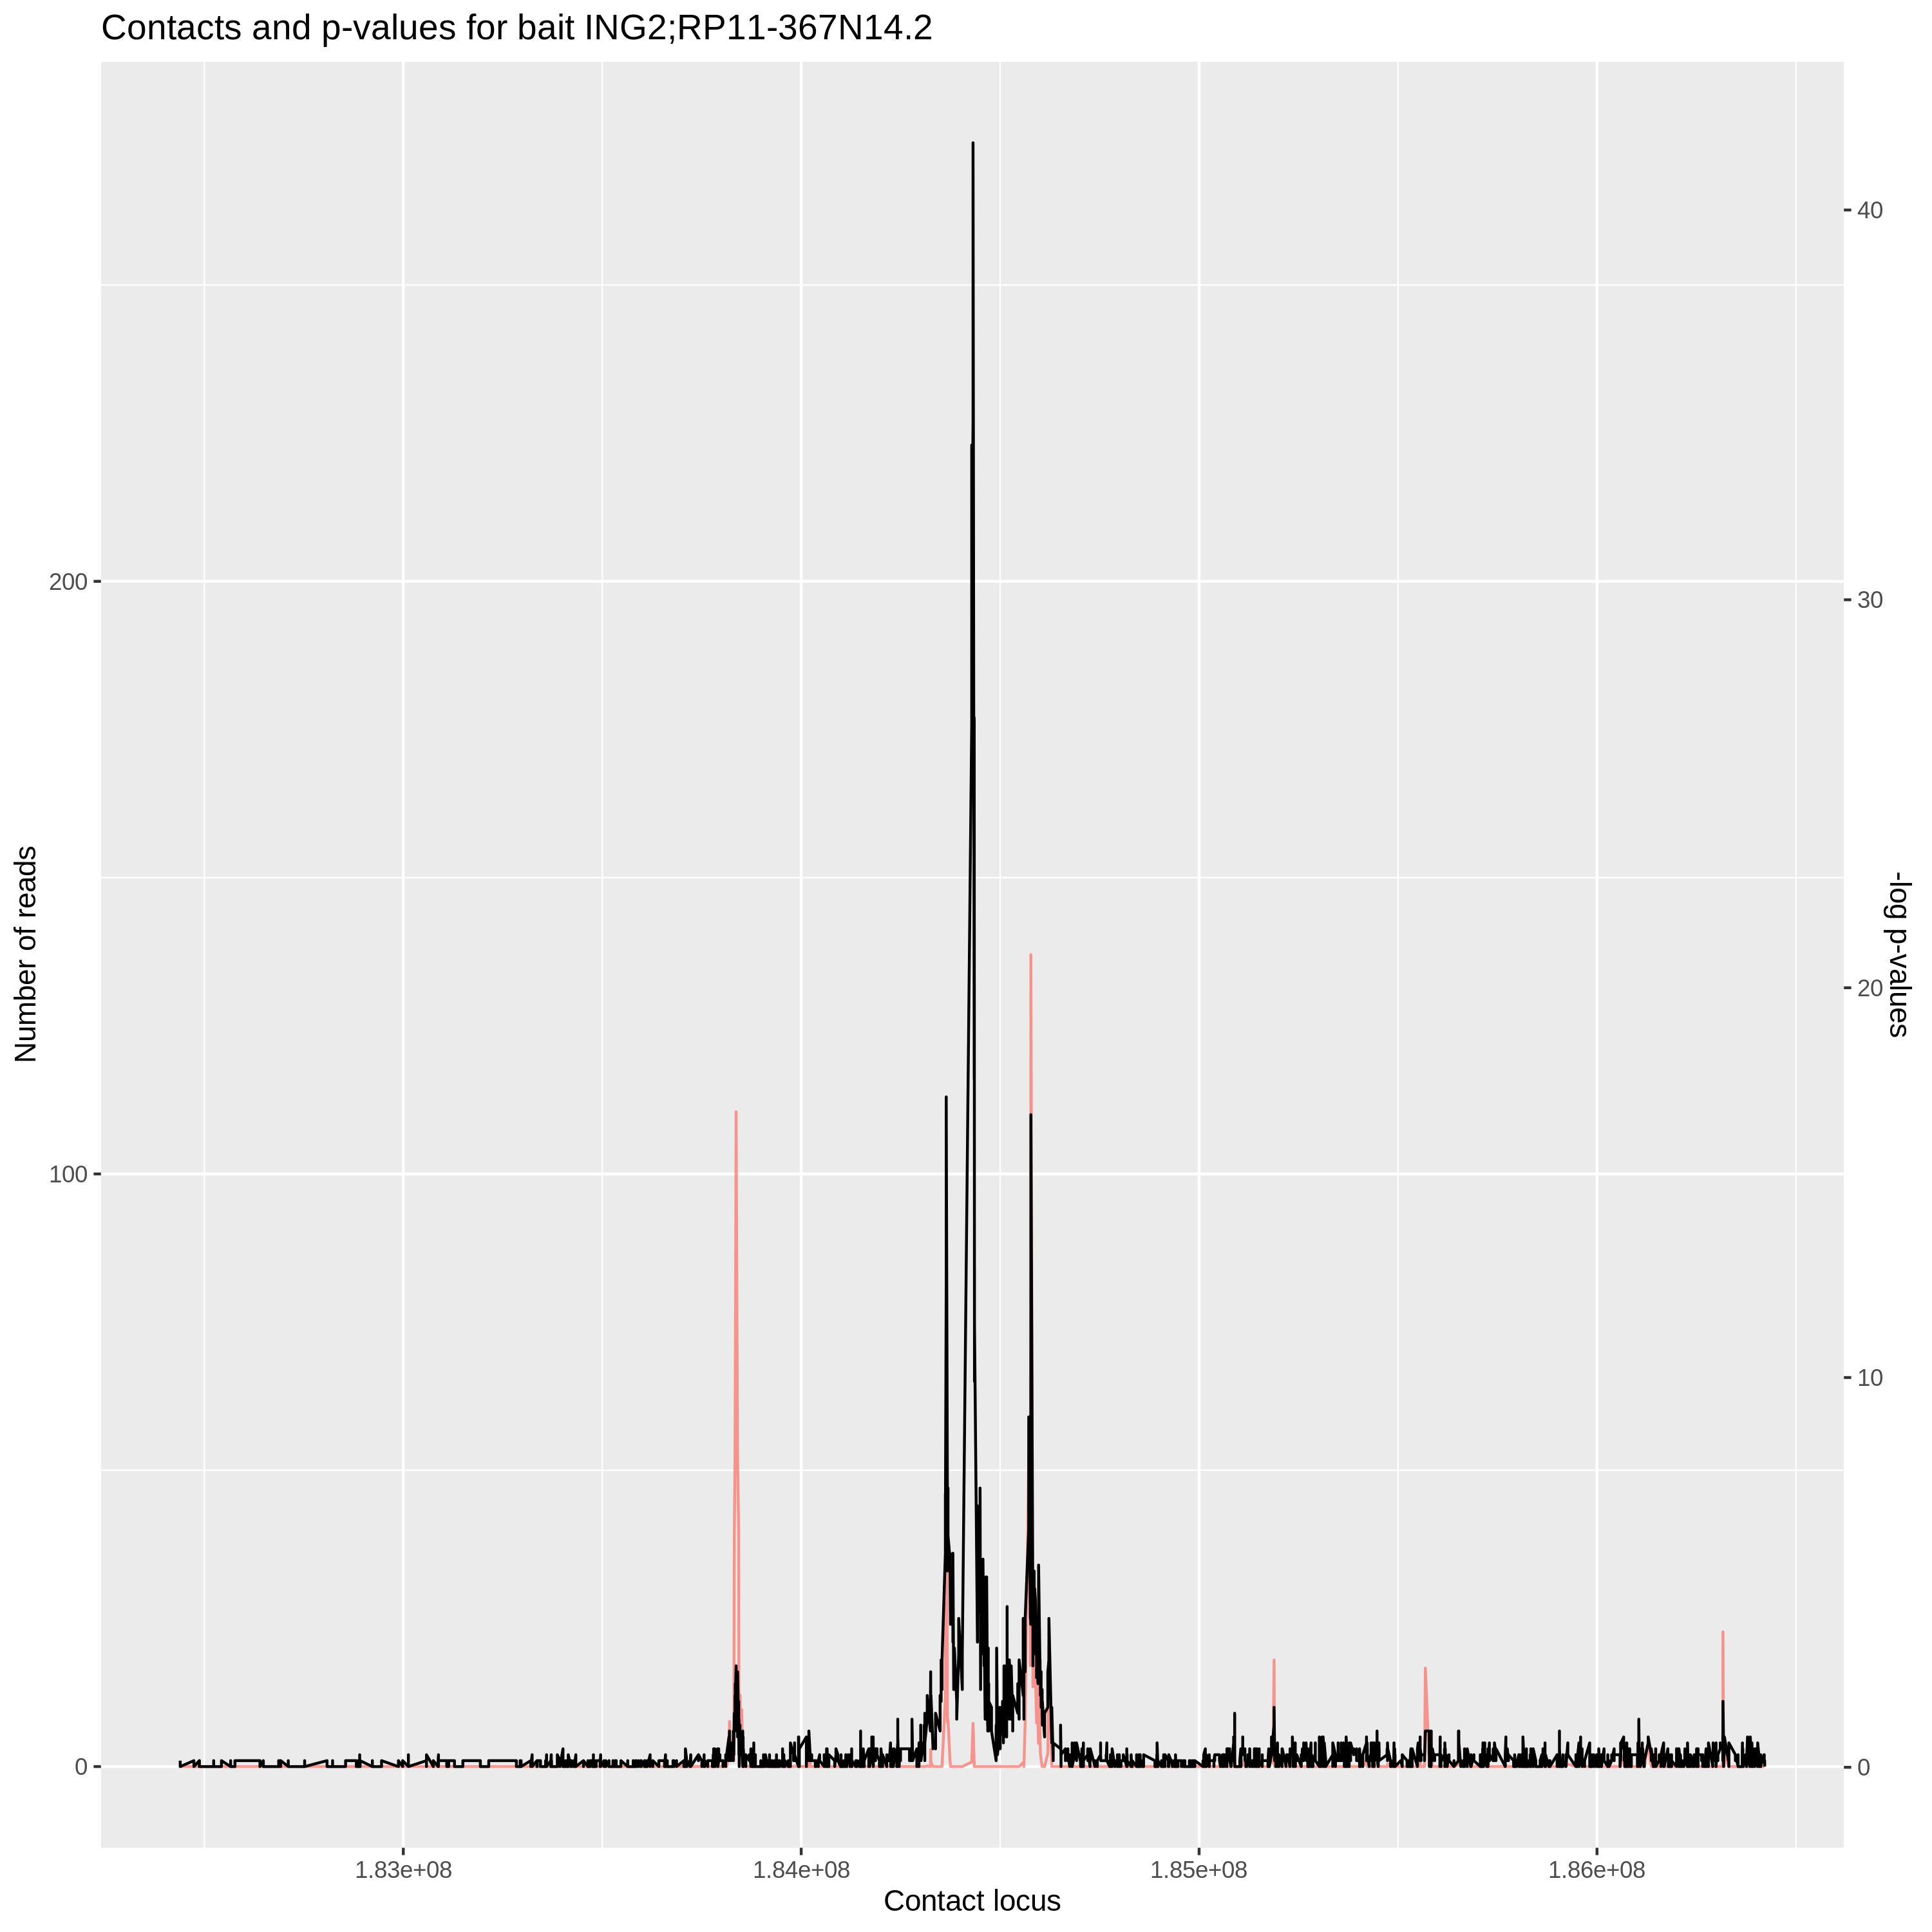 Contacts and p-values for bait ING2;RP11-367N14.2
Number of reads
200
100
0
40
30
20
10
0
-log p-values
1.83e+08
1.84e+08
1.85e+08
1.86e+08
Contact locus